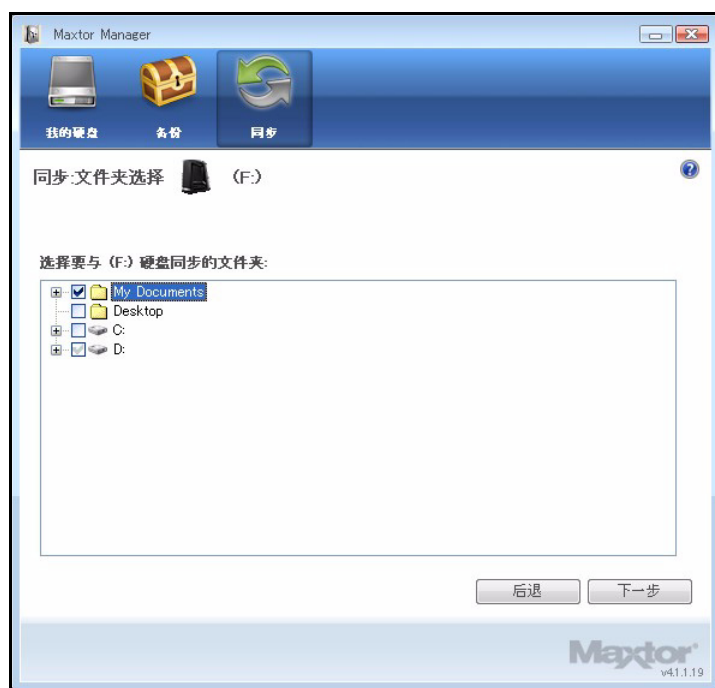 Maxtor Manager
我的硬盘 备份 同步
同步:文件夹选择 (F:)
选择要与 (F:) 硬盘同步的文件夹:
My Documents
Desktop
C:
D:
后退 下一步
Maxtor
v4.1.1.19